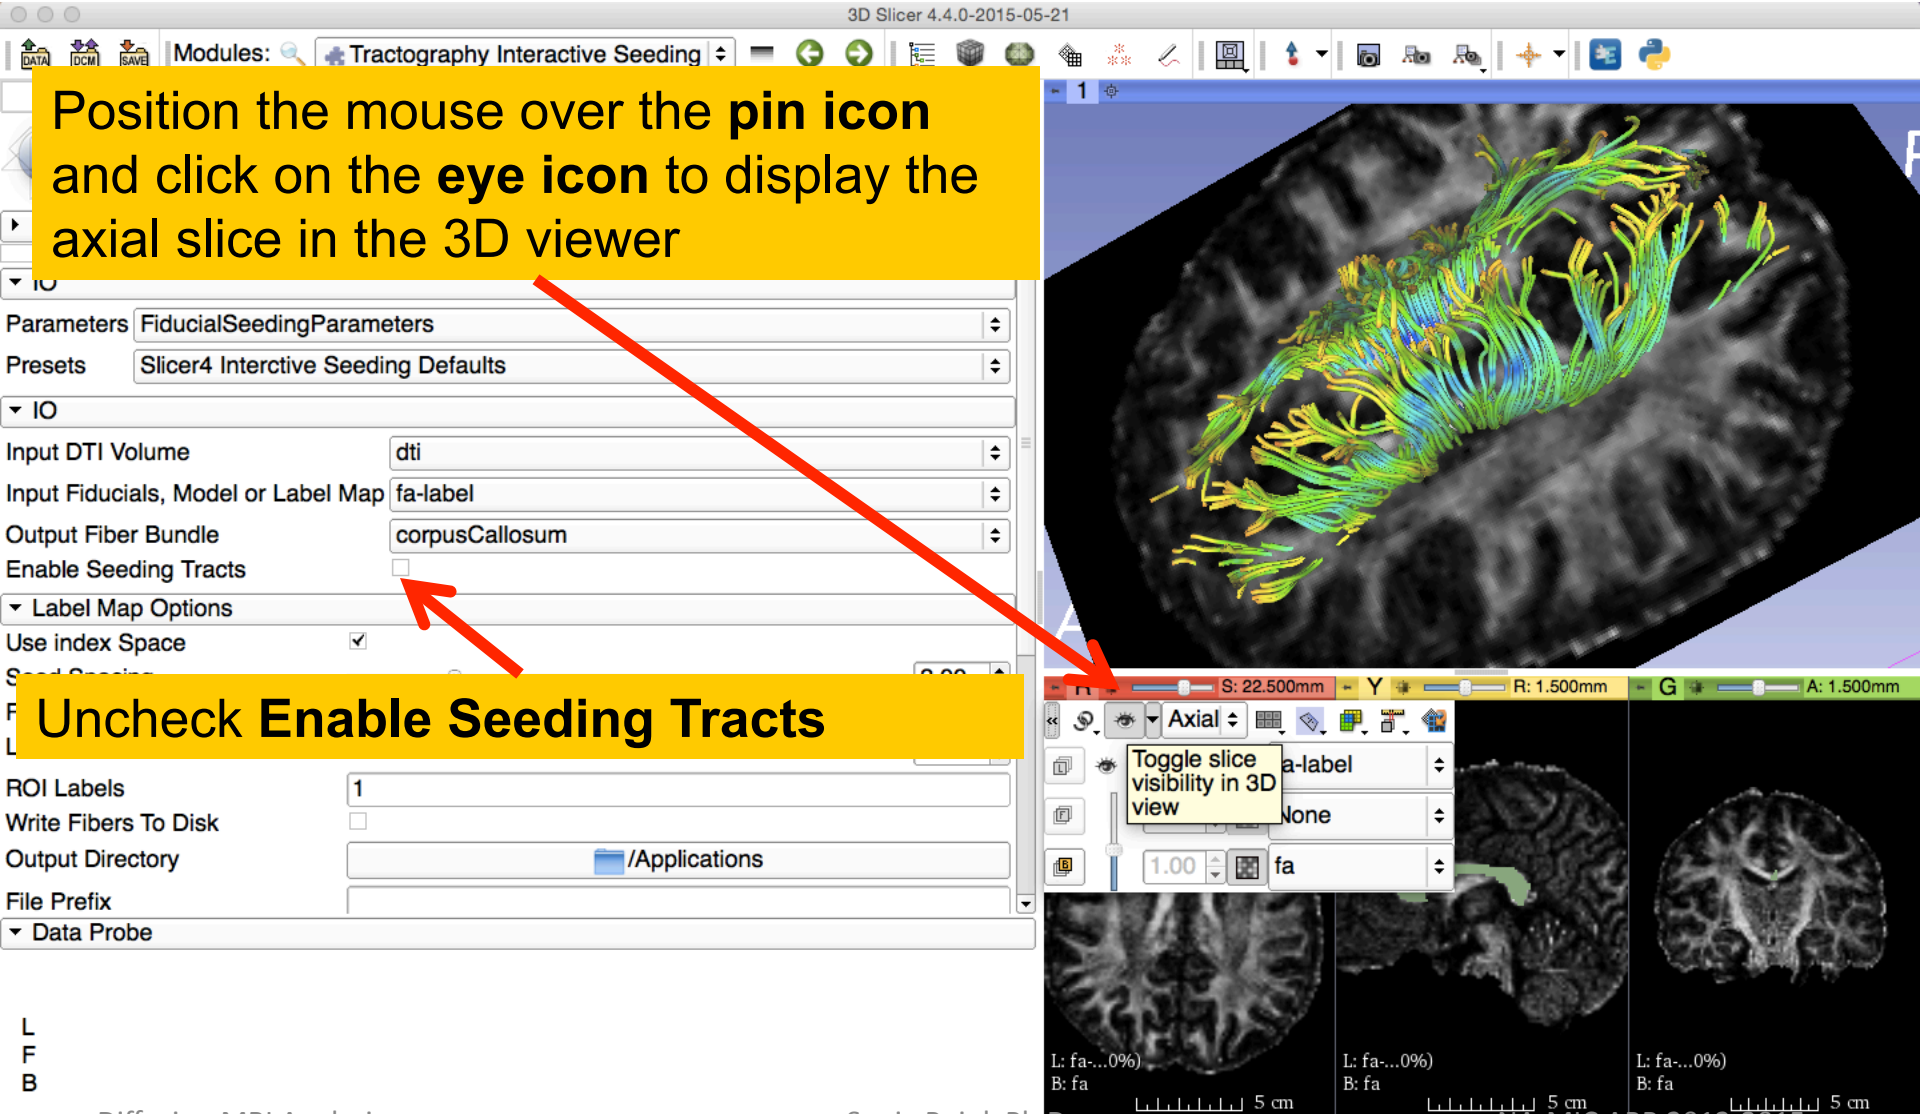 3D Slicer 4.4.0-2015-05-21
DATA DCM SAVE Modules: Tractography Interactive Seeding
Position the mouse over the pin icon
and click on the eye icon to display the
axial slice in the 3D viewer
1
IO
Parameters FiducialSeedingParameters
Presets Slicer4 Interctive Seeding Defaults
IO
Input DTI Volume dti
Input Fiducials, Model or Label Map fa-label
Output Fiber Bundle corpusCallosum
Enable Seeding Tracts
Label Map Options
Use index Space
Uncheck Enable Seeding Tracts
ROI Labels 1
Write Fibers To Disk
Output Directory /Applications
File Prefix
Data Probe
L
F
B
R S: 22.500mm Y R: 1.500mm G A: 1.500mm
Axial
Toggle slice
visibility in 3D
view
a-label
None
1.00 fa
L: fa-...0%) L: fa-...0%) L: fa-...0%)
B: fa B: fa B: fa
5 cm 5 cm 5 cm